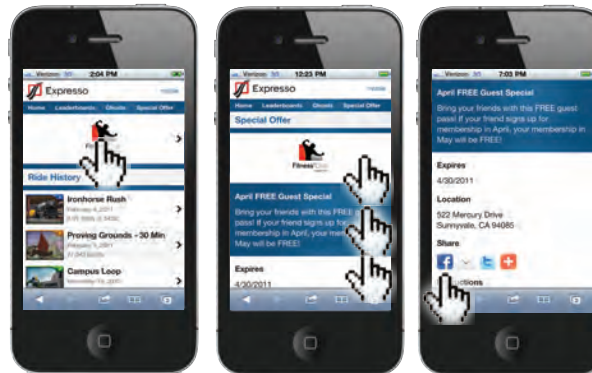 Verizon 3G 2:04 PM
Expresso
Home Leaderboards Ghosts Special Offer
Ride History
Ironhorse Rush
February 4, 2011
Proving Grounds - 30 Min
Campus Loop
Verizon 3G 12:23 PM
Expresso
Home Leaderboards Ghosts Special Offer
Special Offer
Fitness
April FREE Guest Special
Bring your friends with this FREE
pass! If your friend signs up for
membership in April, your
May will be FREE!
Expires
4/30/2011
Verizon 3G 7:03 PM
April FREE Guest Special
Bring your friends with this FREE guest
pass! If your friend signs up for
membership in April, your membership in
May will be FREE!
Expires
4/30/2011
Location
522 Mercury Drive
Sunnyvale, CA 94085
Share